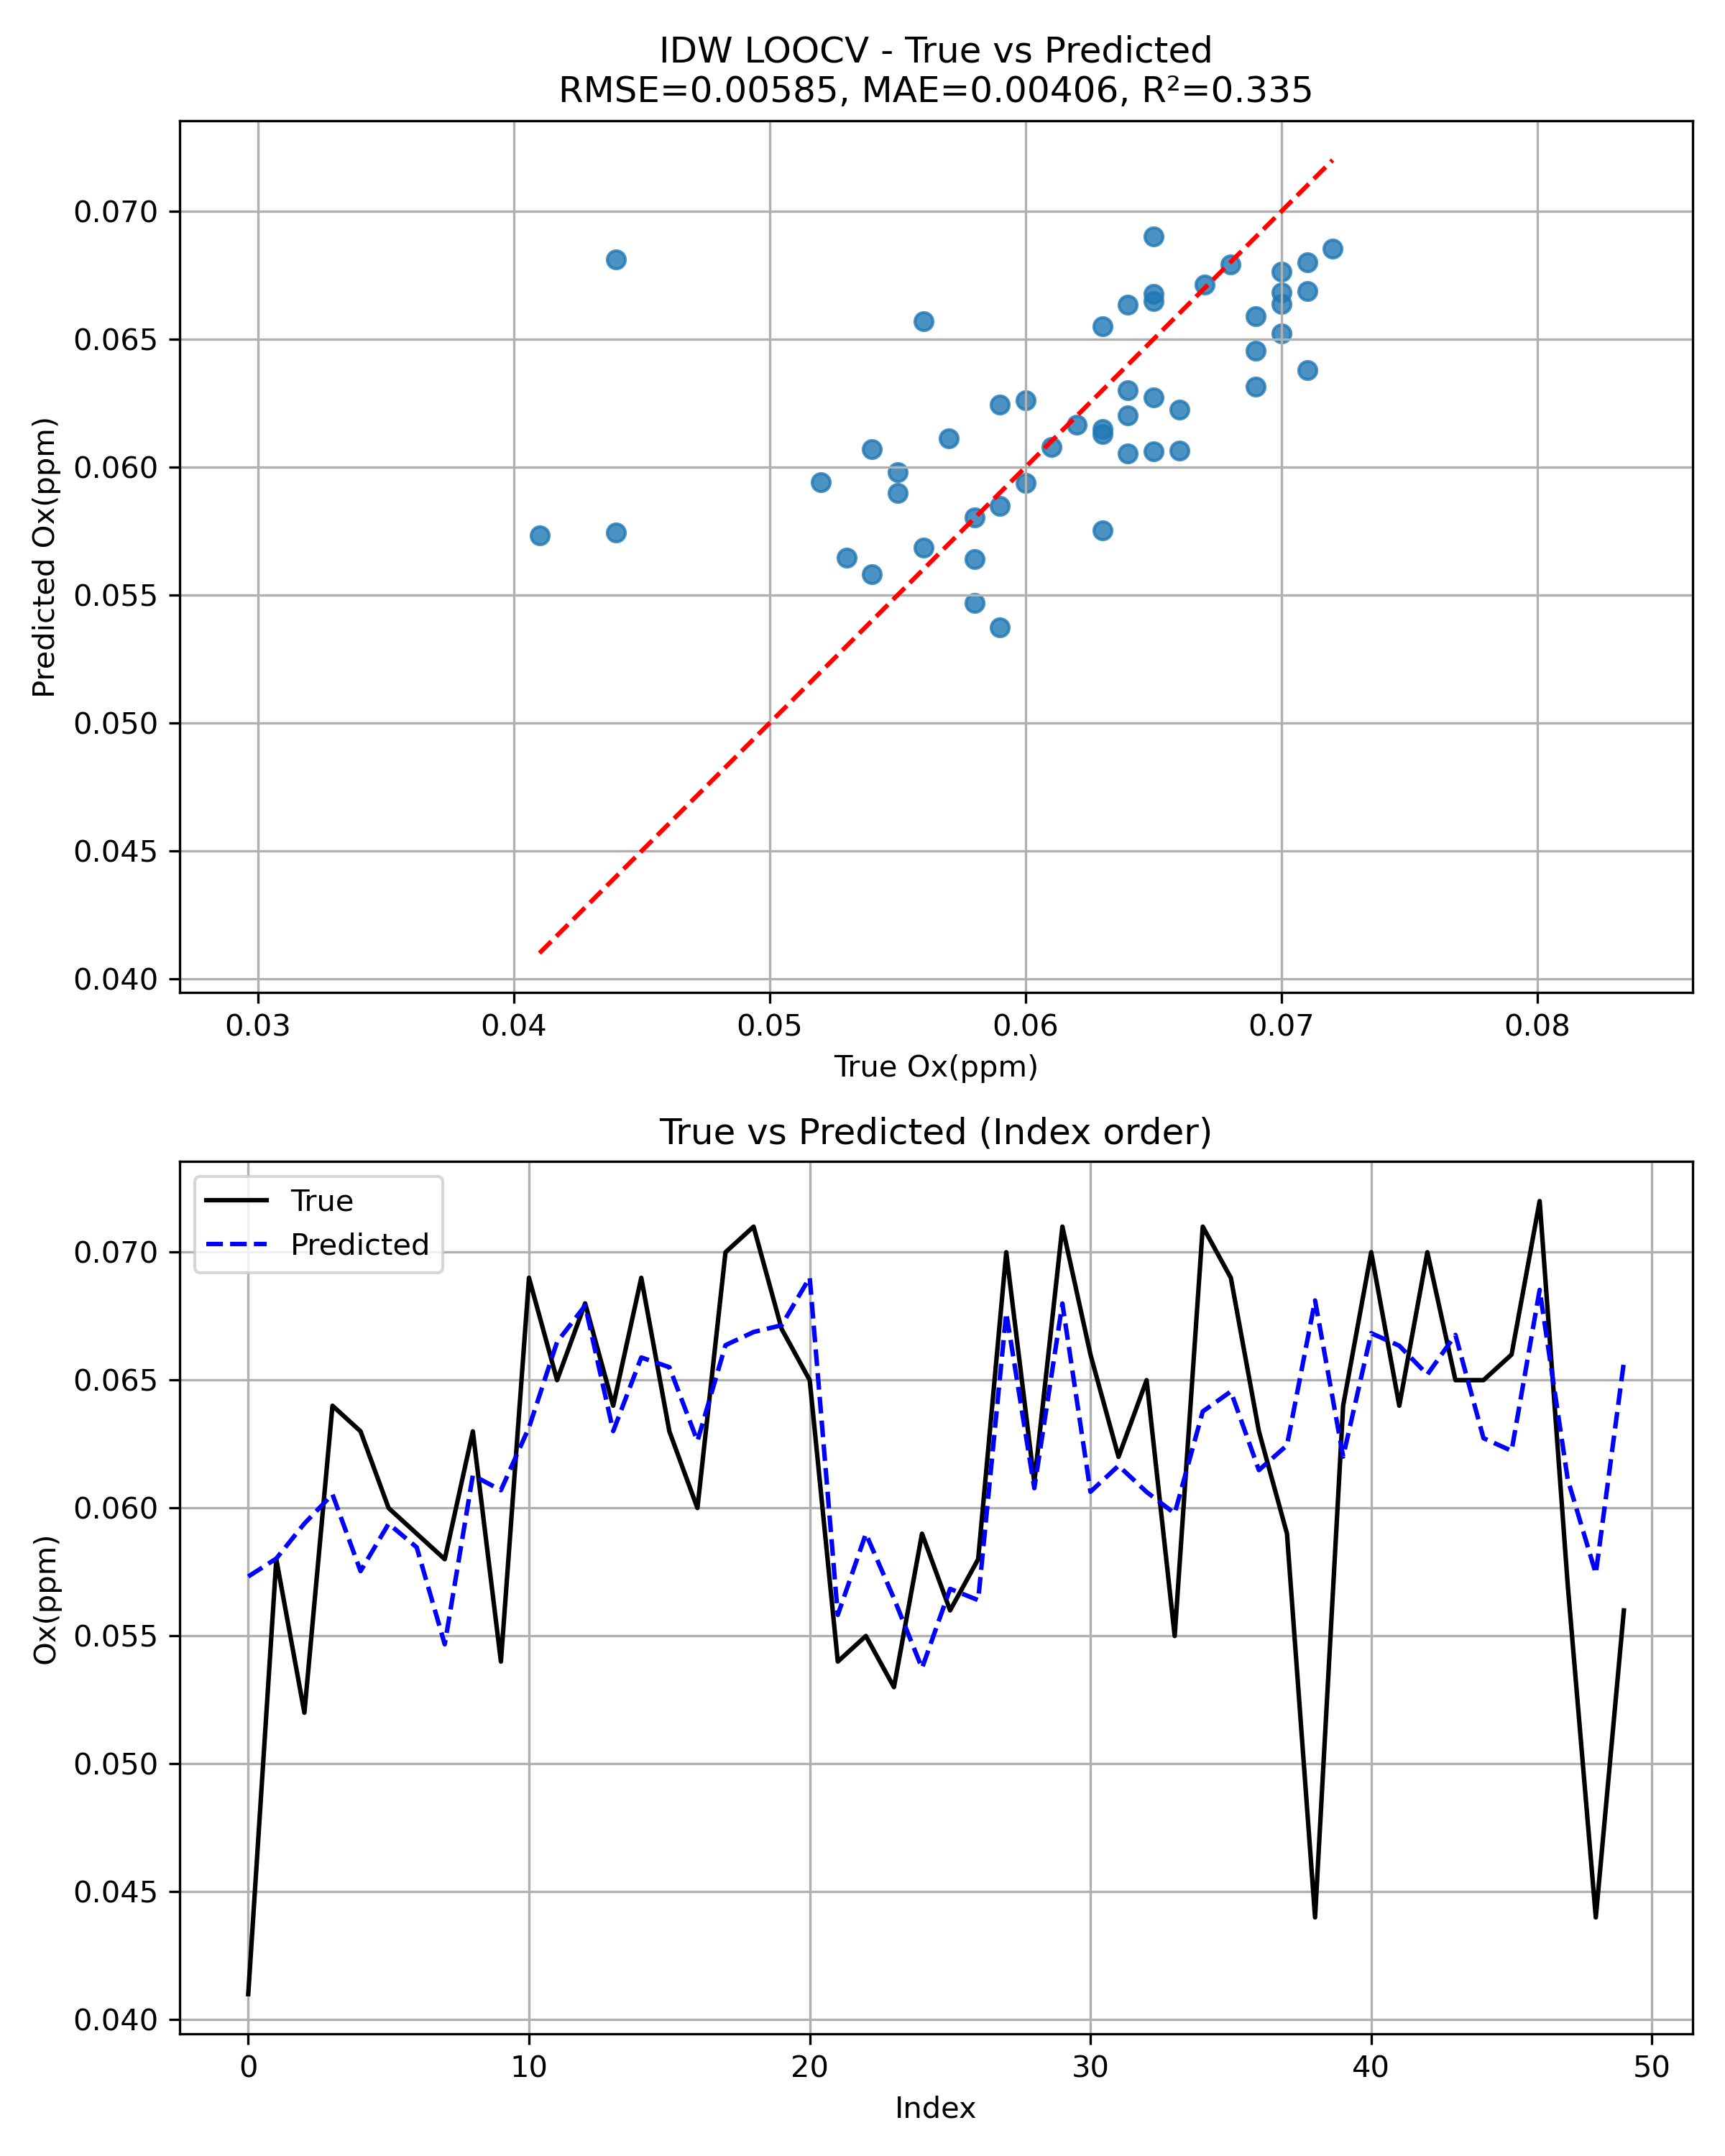 IDW LOOCV - True vs Predicted
RMSE=0.00585, MAE=0.00406, R²=0.335
0.070
0.065
0.060
0.055
0.050
0.045
0.040
Predicted Ox(ppm)
0.03 0.04 0.05 0.06 0.07 0.08
True Ox(ppm)
True vs Predicted (Index order)
True
Predicted
0.070
0.065
0.060
0.055
0.050
0.045
0.040
Ox(ppm)
0 10 20 30 40 50
Index